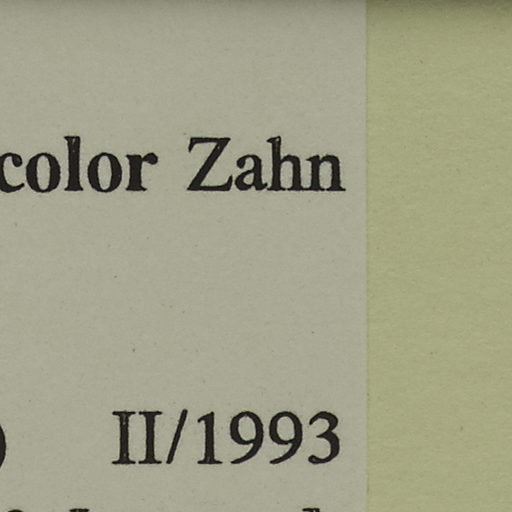 color Zahn
) II/1993